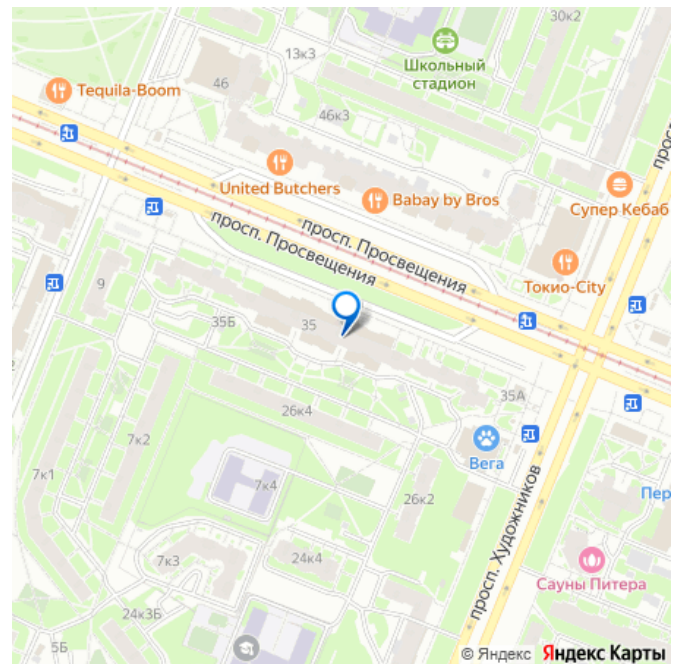 30к2
13к3
Школьный
стадион
Tequila-Boom
46
46к3
United Butchers
Babay by Bros
Супер Кебаб
просп. Просвещения
просп. Просвещения
Токио-City
9
35Б
35
35А
26к4
7к2
Вега
7к1
7к4
26к2
Пер
просп. Художников
7к3
24к4
Сауны Питера
24к3Б
5Б
© Яндекс Яндекс Карты